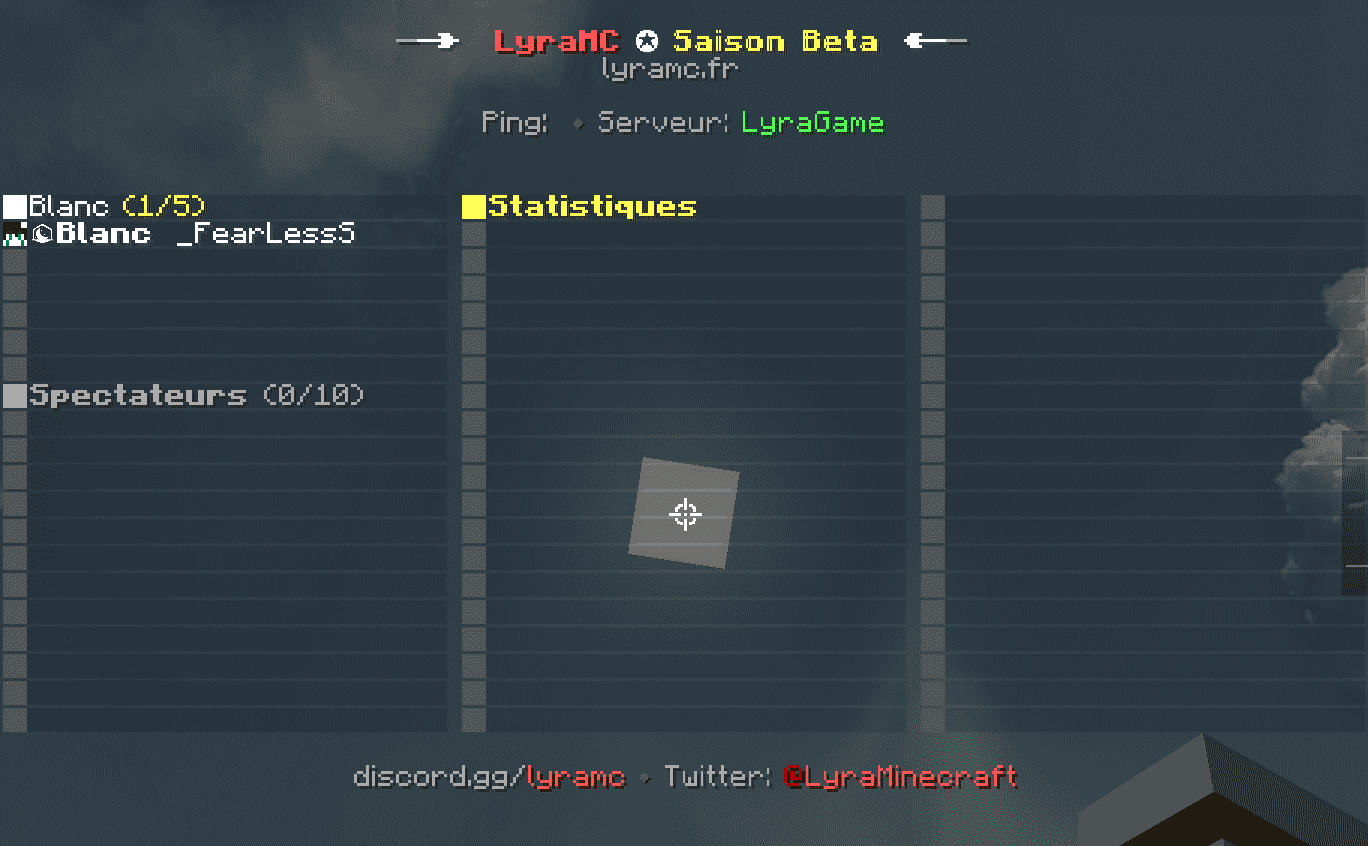 LyraMC ✪ Saison Beta
lyramc.fr
Ping: • Serveur: LyraGame
Blanc (1/5)
Blanc _FearLessS
Spectateurs (0/10)
Statistiques
discord.gg/lyramc • Twitter: @LyraMinecraft